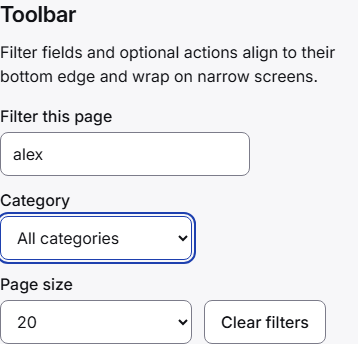 Toolbar
Filter fields and optional actions align to their
bottom edge and wrap on narrow screens.
Filter this page
alex
Category
All categories
Page size
20
Clear filters